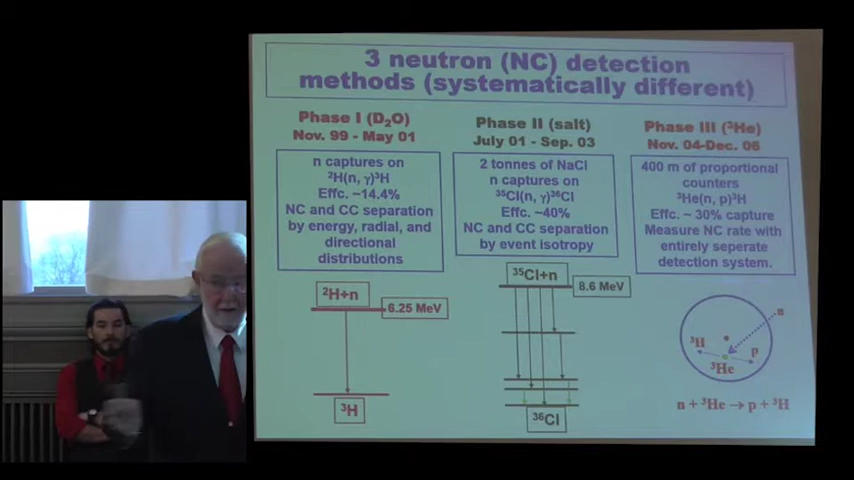 3 neutron (NC) detection
methods (systematically different)
Phase I (D₂O)
Nov. 99 - May 01
n captures on
²H(n, γ)³H
Effc. ~14.4%
NC and CC separation
by energy, radial, and
directional
distributions
Phase II (salt)
July 01 - Sep. 03
2 tonnes of NaCl
n captures on
³⁵Cl(n, γ)³⁶Cl
Effc. ~40%
NC and CC separation
by event isotropy
Phase III (³He)
Nov. 04-Dec. 06
400 m of proportional
counters
³He(n, p)³H
Effc. ~ 30% capture
Measure NC rate with
entirely seperate
detection system.
²H+n
6.25 MeV
³H
³⁵Cl+n
8.6 MeV
³⁶Cl
n
³H
p
³He
n + ³He → p + ³H